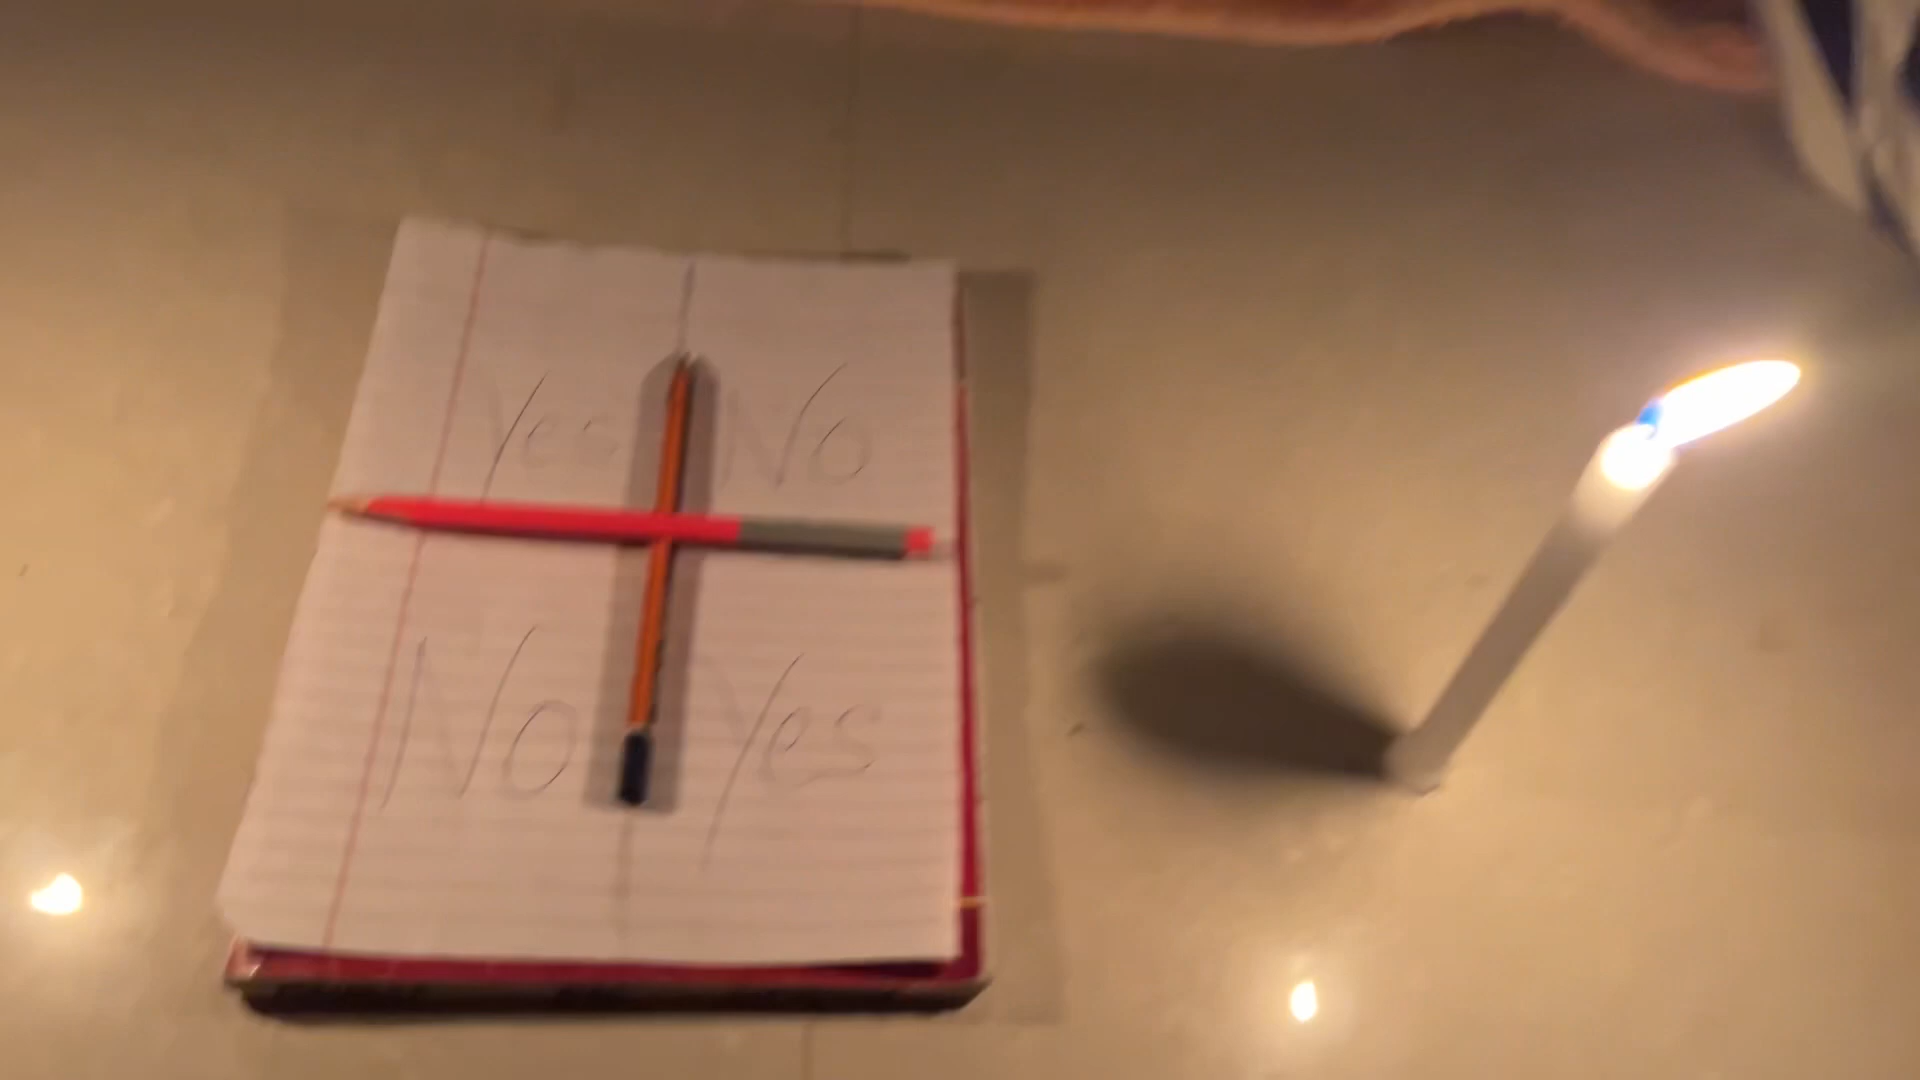 Yes No
No Yes